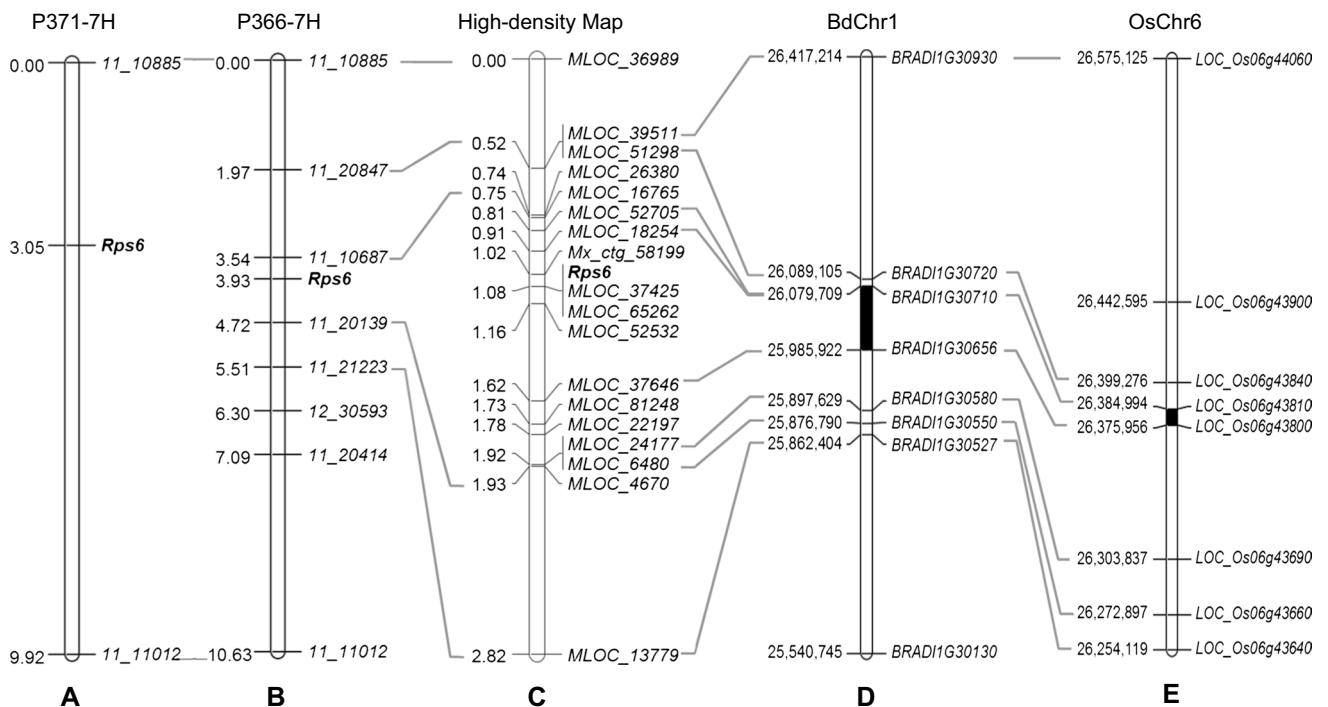 P371-7H
0.00 11_10885
3.05 Rps6
9.92 11_11012
A
P366-7H
0.00 11_10885
1.97 11_20847
3.54 11_10687
3.93 Rps6
4.72 11_20139
5.51 11_21223
6.30 12_30593
7.09 11_20414
10.63 11_11012
B
High-density Map
0.00 MLOC_36989
0.52 MLOC_39511
MLOC_51298
0.74 MLOC_26380
0.75 MLOC_16765
0.81 MLOC_52705
0.91 MLOC_18254
1.02 Mx_ctg_58199
Rps6
1.08 MLOC_37425
MLOC_65262
1.16 MLOC_52532
1.62 MLOC_37646
1.73 MLOC_81248
1.78 MLOC_22197
MLOC_24177
1.92 MLOC_6480
1.93 MLOC_4670
2.82 MLOC_13779
C
BdChr1
26,417,214 BRADI1G30930
26,089,105 BRADI1G30720
26,079,709 BRADI1G30710
25,985,922 BRADI1G30656
25,897,629 BRADI1G30580
25,876,790 BRADI1G30550
25,862,404 BRADI1G30527
25,540,745 BRADI1G30130
D
OsChr6
26,575,125 LOC_Os06g44060
26,442,595 LOC_Os06g43900
26,399,276 LOC_Os06g43840
26,384,994 LOC_Os06g43810
26,375,956 LOC_Os06g43800
26,303,837 LOC_Os06g43690
26,272,897 LOC_Os06g43660
26,254,119 LOC_Os06g43640
E